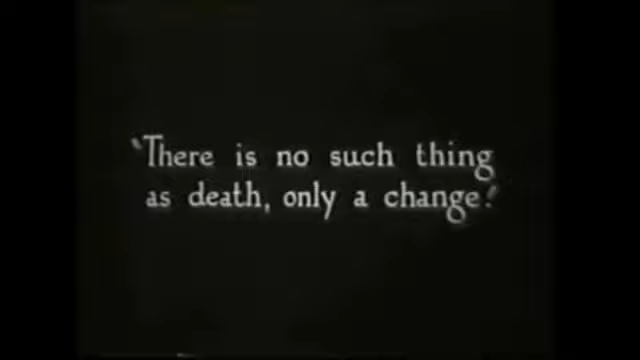 "There is no such thing
as death, only a change!